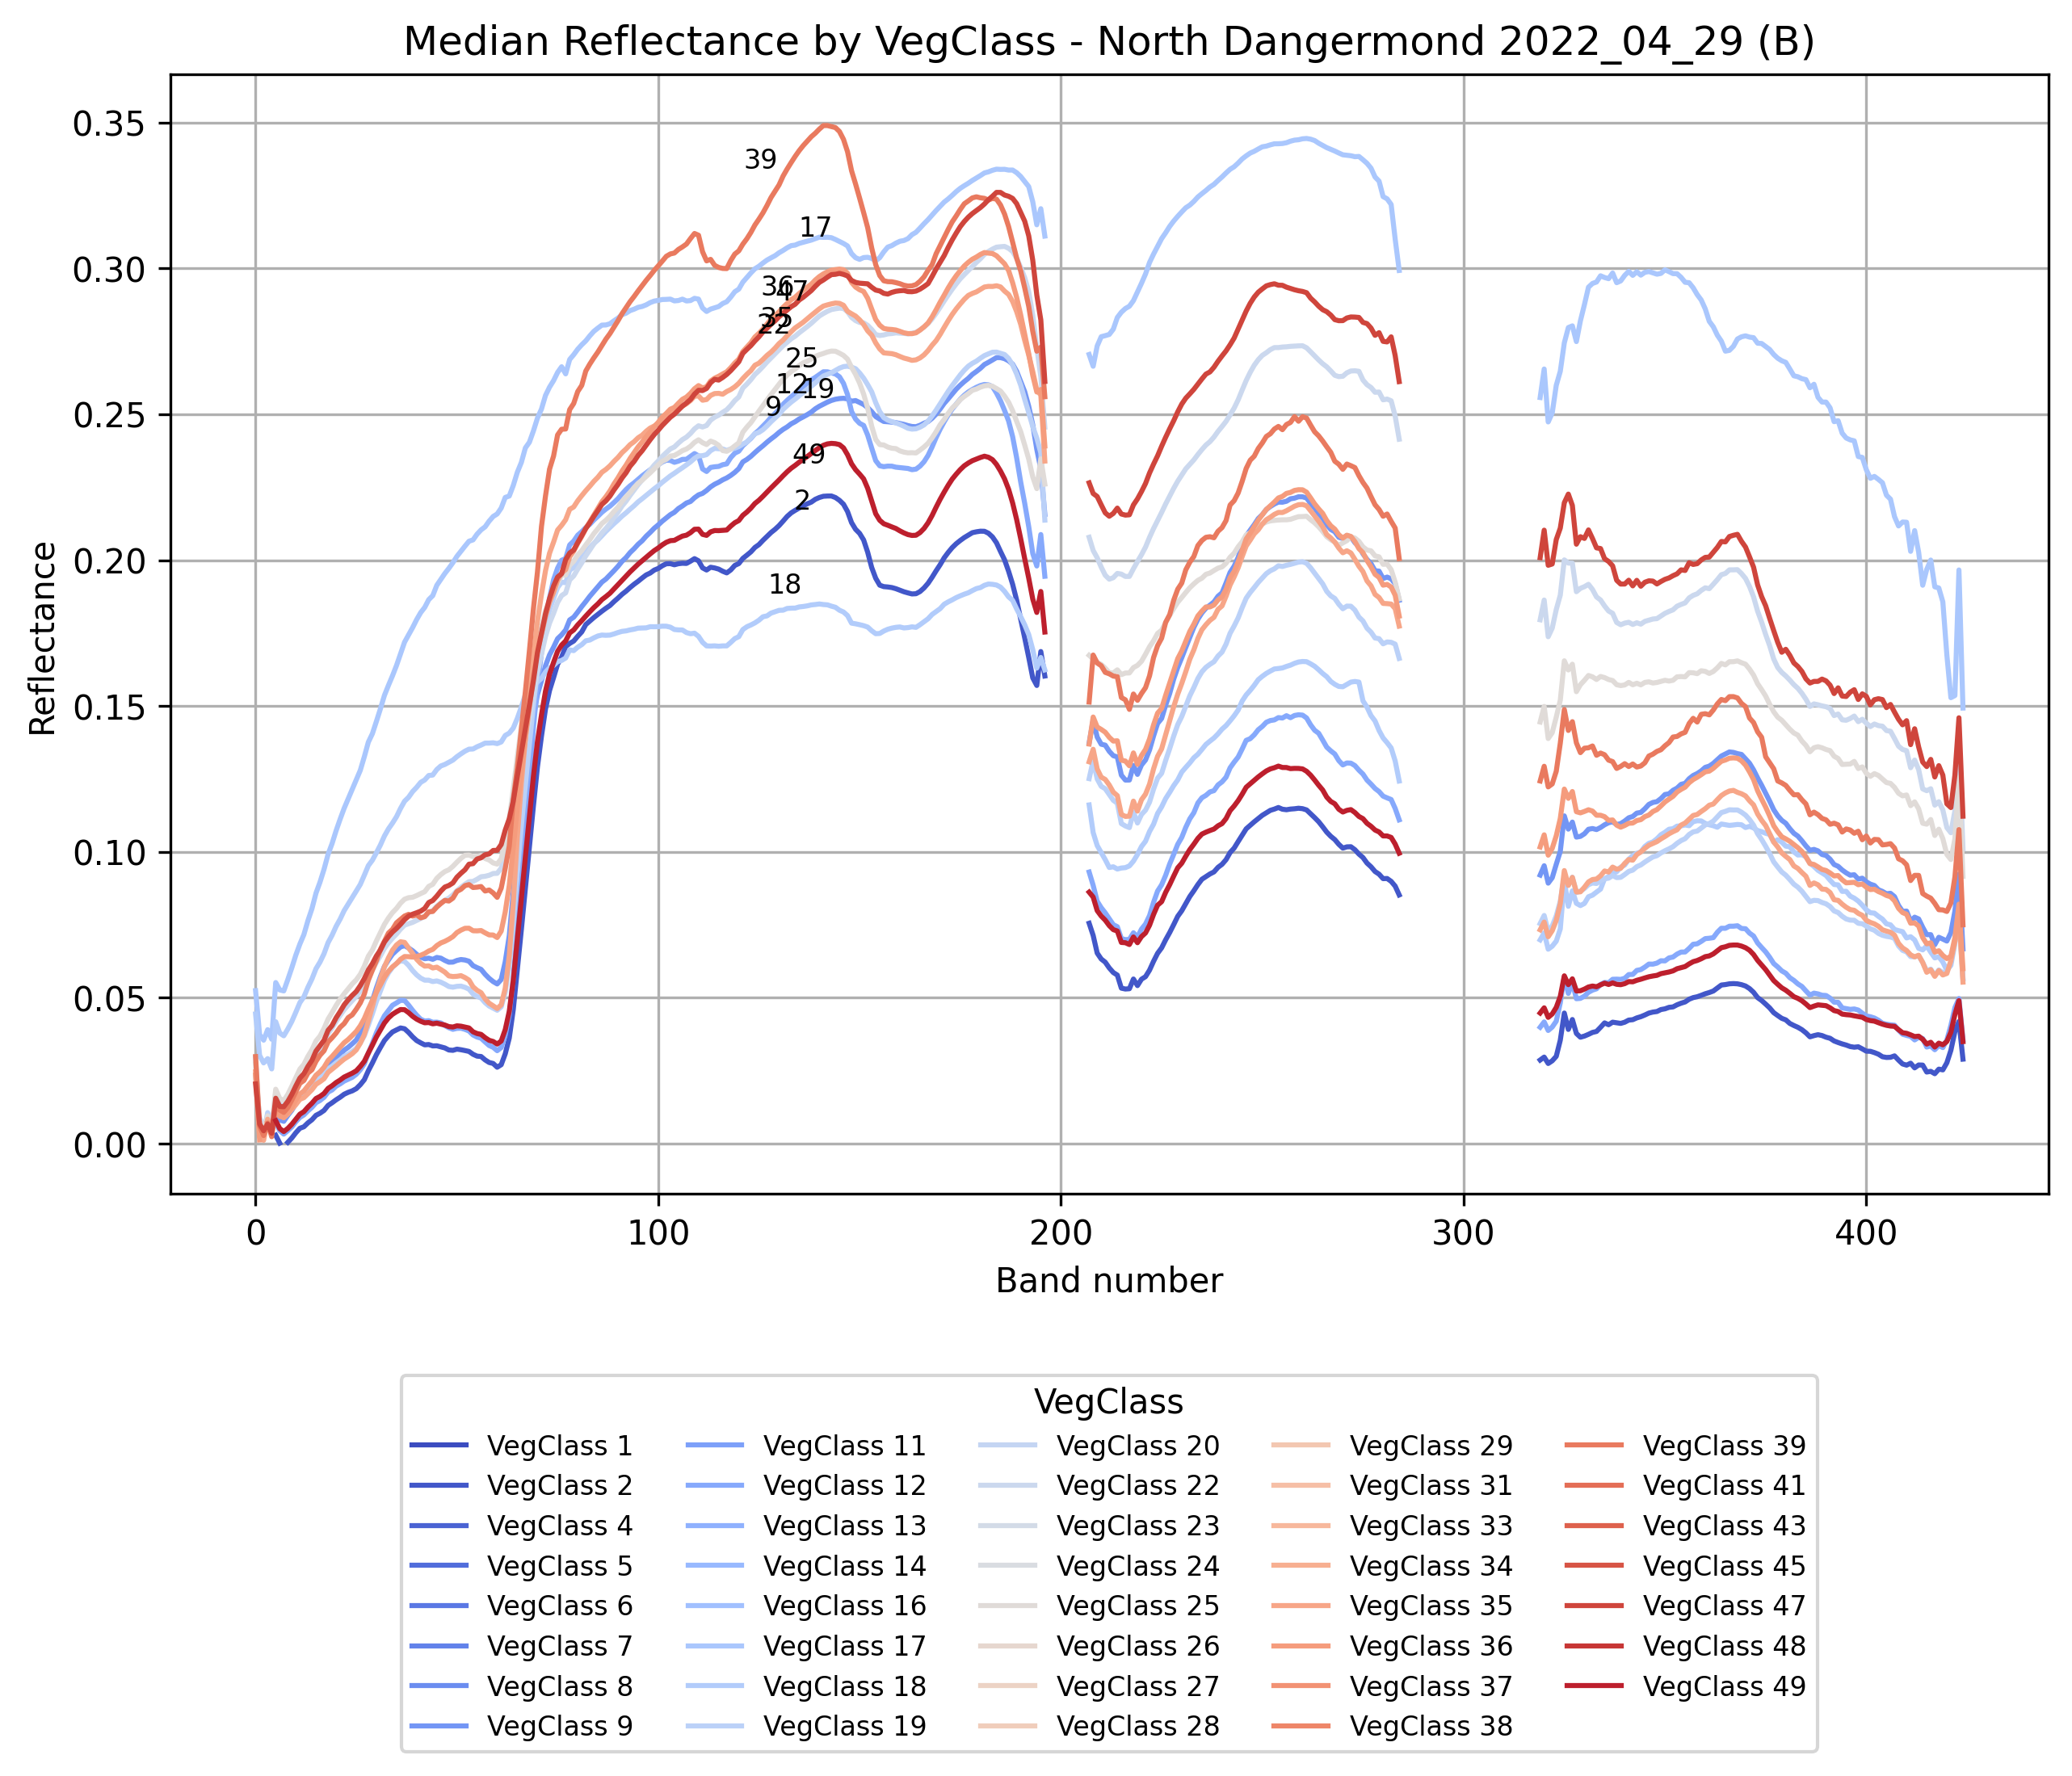 Median Reflectance by VegClass - North Dangermond 2022_04_29 (B)
Reflectance
0.35
0.30
0.25
0.20
0.15
0.10
0.05
0.00
39
17
36
47
35
22
25
12
19
9
49
2
18
0 100 200 300 400
Band number
VegClass
VegClass 1 VegClass 11 VegClass 20 VegClass 29 VegClass 39
VegClass 2 VegClass 12 VegClass 22 VegClass 31 VegClass 41
VegClass 4 VegClass 13 VegClass 23 VegClass 33 VegClass 43
VegClass 5 VegClass 14 VegClass 24 VegClass 34 VegClass 45
VegClass 6 VegClass 16 VegClass 25 VegClass 35 VegClass 47
VegClass 7 VegClass 17 VegClass 26 VegClass 36 VegClass 48
VegClass 8 VegClass 18 VegClass 27 VegClass 37 VegClass 49
VegClass 9 VegClass 19 VegClass 28 VegClass 38